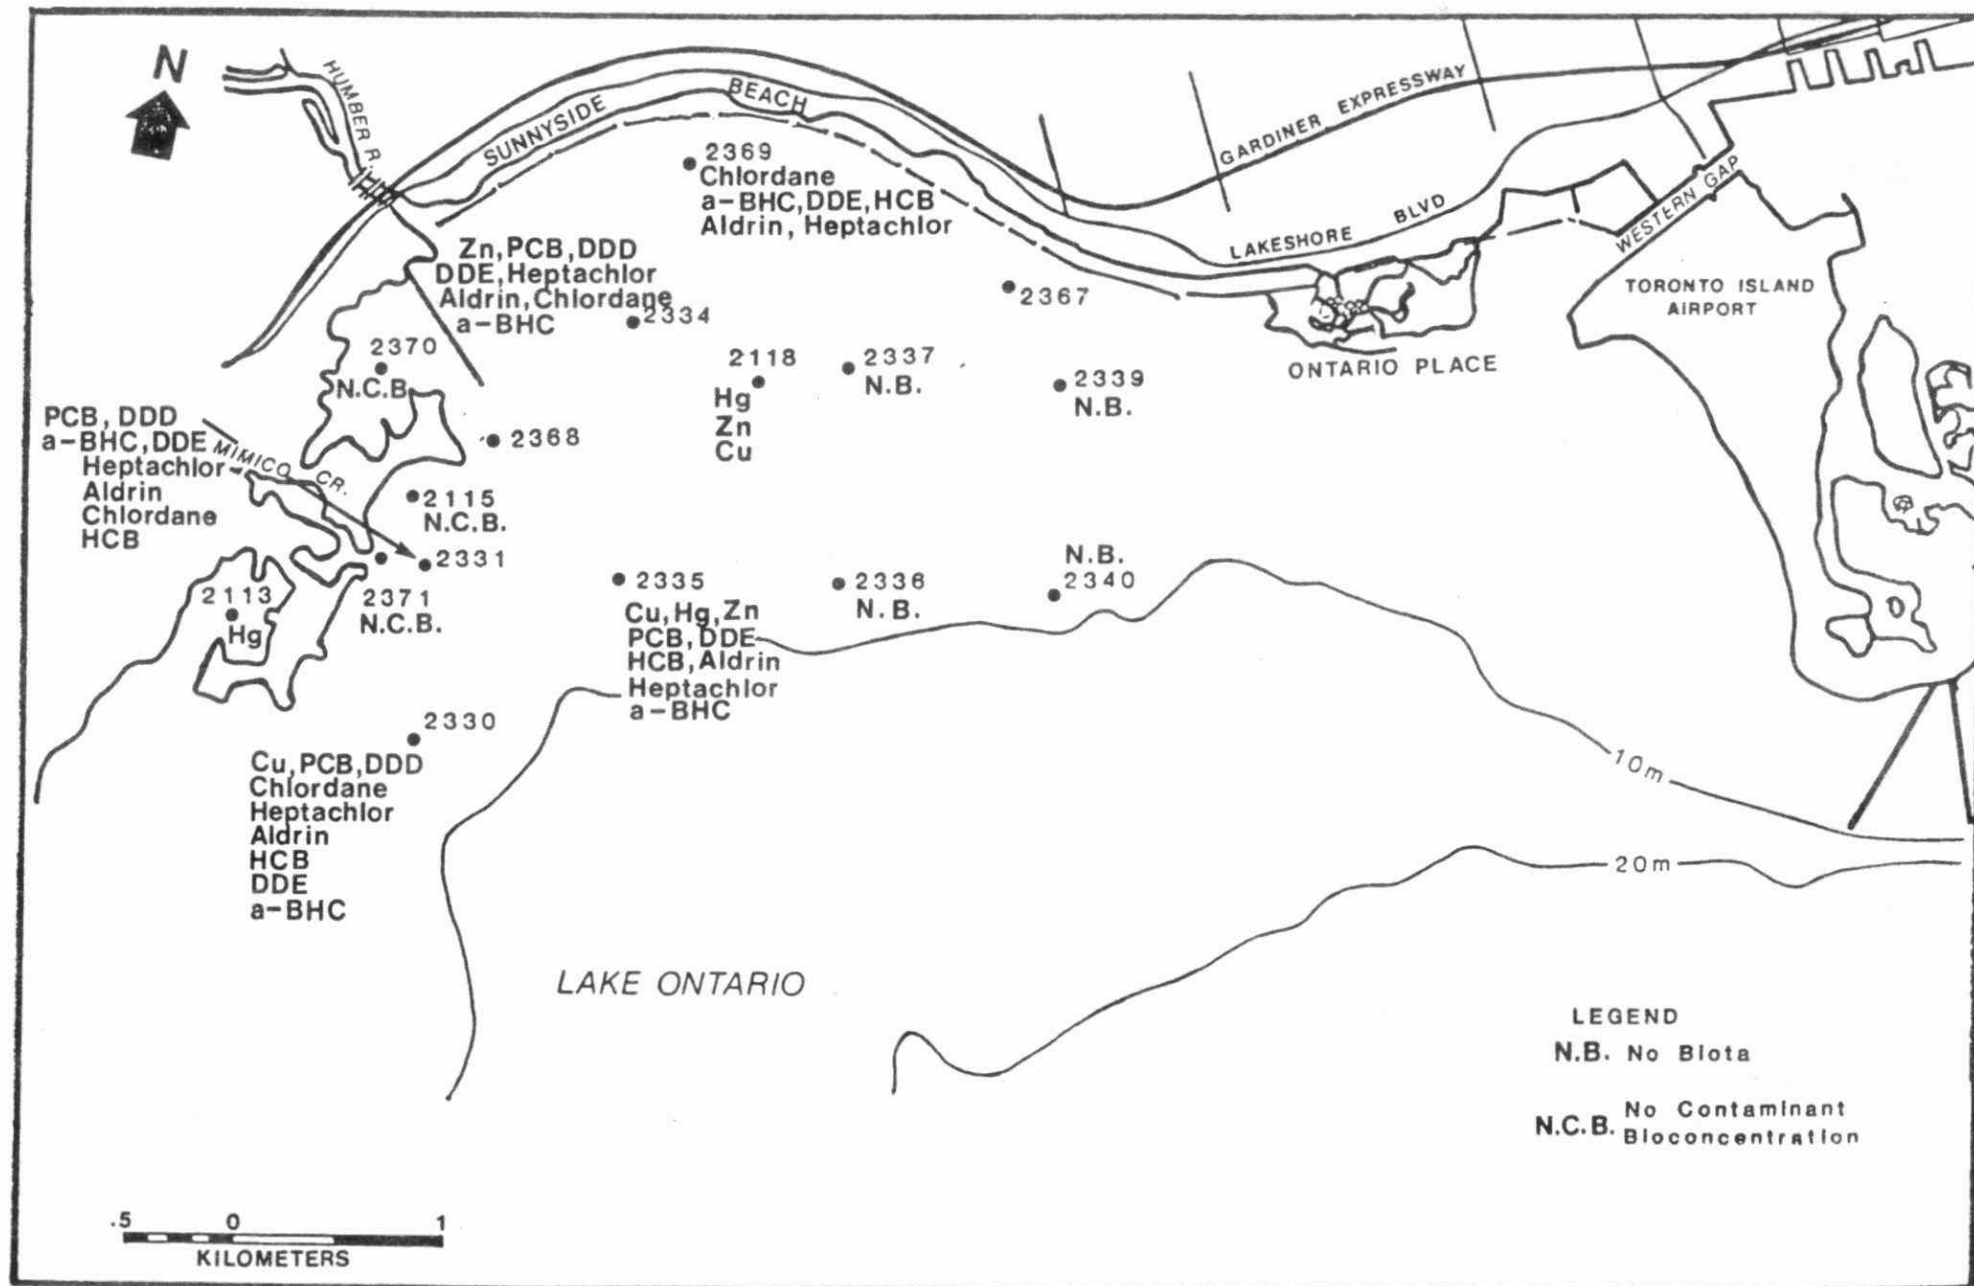 N
HUMBER R.
SUNNYSIDE BEACH
GARDINER EXPRESSWAY
LAKESHORE BLVD
WESTERN GAP
TORONTO ISLAND
AIRPORT
ONTARIO PLACE
2369
Chlordane
a-BHC, DDE, HCB
Aldrin, Heptachlor
Zn, PCB, DDD
DDE, Heptachlor
Aldrin, Chlordane
a-BHC
2334
2367
2370
N.C.B.
2118
Hg
Zn
Cu
2337
N.B.
2339
N.B.
2368
PCB, DDD
a-BHC, DDE
Heptachlor
Aldrin
Chlordane
HCB
MIMICO CR.
2115
N.C.B.
2331
2371
N.C.B.
2113
Hg
2335
Cu, Hg, Zn
PCB, DDE
HCB, Aldrin
Heptachlor
a-BHC
2336
N.B.
N.B.
2340
2330
Cu, PCB, DDD
Chlordane
Heptachlor
Aldrin
HCB
DDE
a-BHC
10m
20m
LAKE ONTARIO
LEGEND
N.B. No Biota
N.C.B. No Contaminant
Bioconcentration
.5 0 1
KILOMETERS